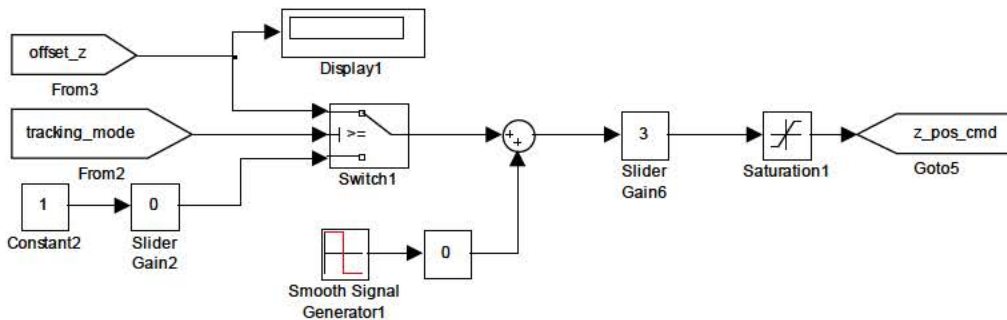 offset_z
From3
Display1
tracking_mode
From2
>=
Switch1
1
Constant2
0
Slider
Gain2
Smooth Signal
Generator1
0
+
+
3
Slider
Gain6
Saturation1
z_pos_cmd
Goto5